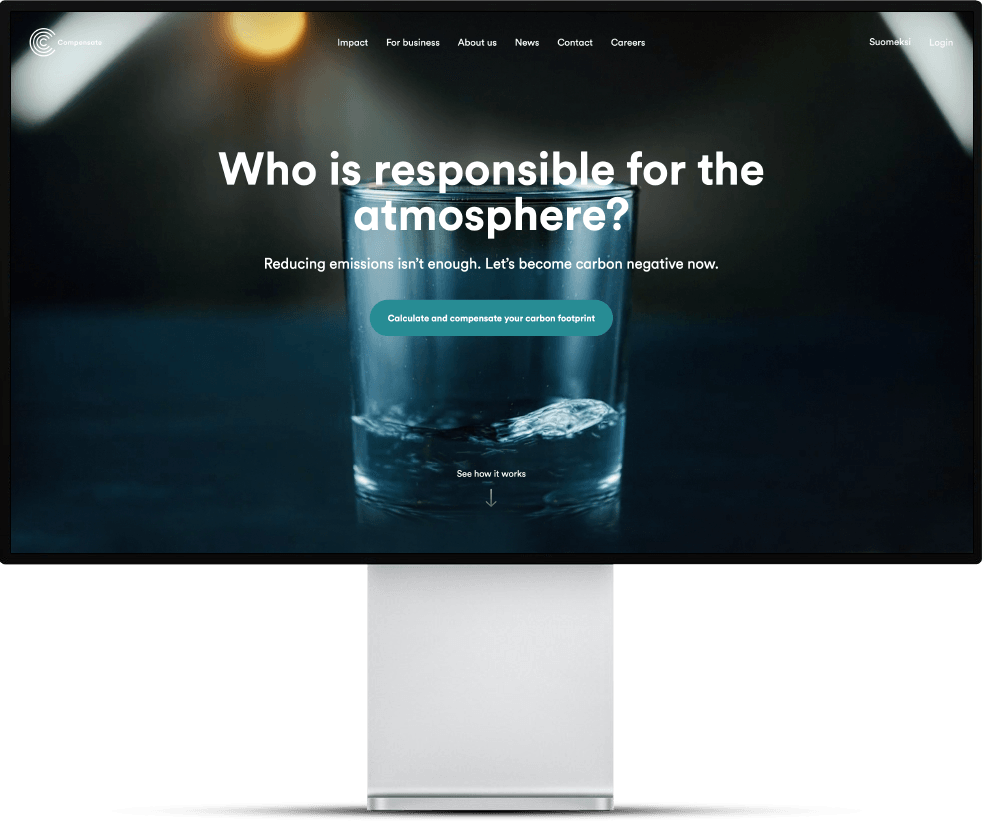 Compensate
Impact For business About us News Contact Careers
Suomeksi Login
Who is responsible for the
atmosphere?
Reducing emissions isn't enough. Let's become carbon negative now.
Calculate and compensate your carbon footprint
See how it works